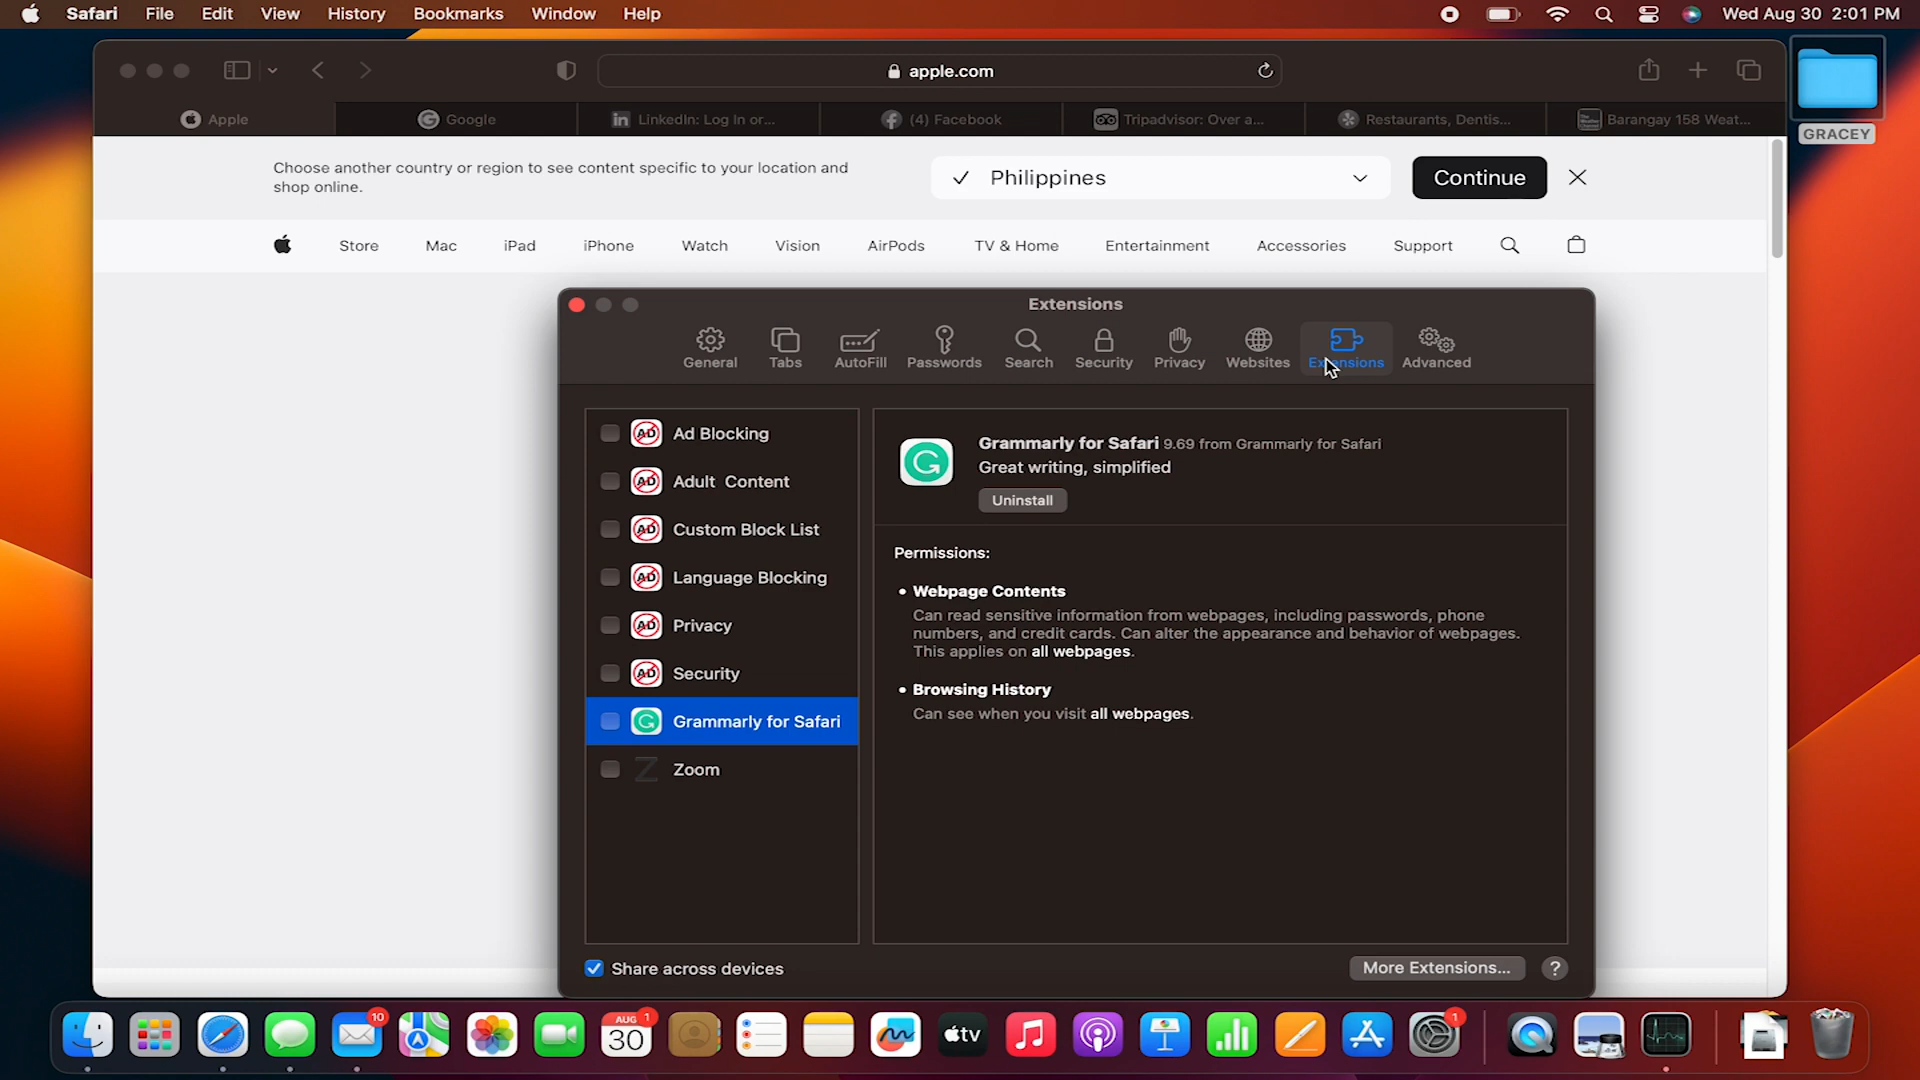 Safari File Edit View History Bookmarks Window Help Wed Aug 30 2:01 PM
apple.com
Apple Google LinkedIn: Log In or... (4) Facebook Tripadvisor: Over a... Restaurants, Dentis... Barangay 158 Weat...
GRACEY
Choose another country or region to see content specific to your location and
shop online.
Philippines
Continue
Store Mac iPad iPhone Watch Vision AirPods TV & Home Entertainment Accessories Support
Extensions
General Tabs AutoFill Passwords Search Security Privacy Websites Extensions Advanced
AD Ad Blocking
AD Adult Content
AD Custom Block List
AD Language Blocking
AD Privacy
AD Security
Grammarly for Safari
Z Zoom
Grammarly for Safari 9.69 from Grammarly for Safari
Great writing, simplified
Uninstall
Permissions:
• Webpage Contents
Can read sensitive information from webpages, including passwords, phone
numbers, and credit cards. Can alter the appearance and behavior of webpages.
This applies on all webpages.
• Browsing History
Can see when you visit all webpages.
Share across devices
More Extensions... ?
10
AUG 1
30
tv
1